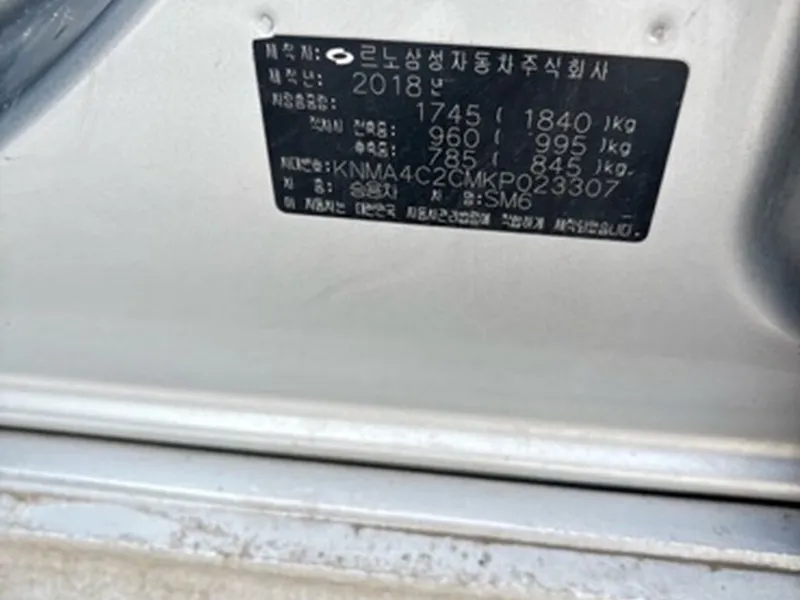 제작자: 르노삼성자동차주식회사
제작년: 2018년
차량총중량: 1745 ( 1840 )kg
적차시 전축중: 960 ( 995 )kg
후축중: 785 ( 845 )kg.
차대번호: KNMA4C2CMKP023307
차 종: 승용차 차 명: SM6
이 자동차는 대한민국 자동차관리법령에 적합하게 제작되었습니다.